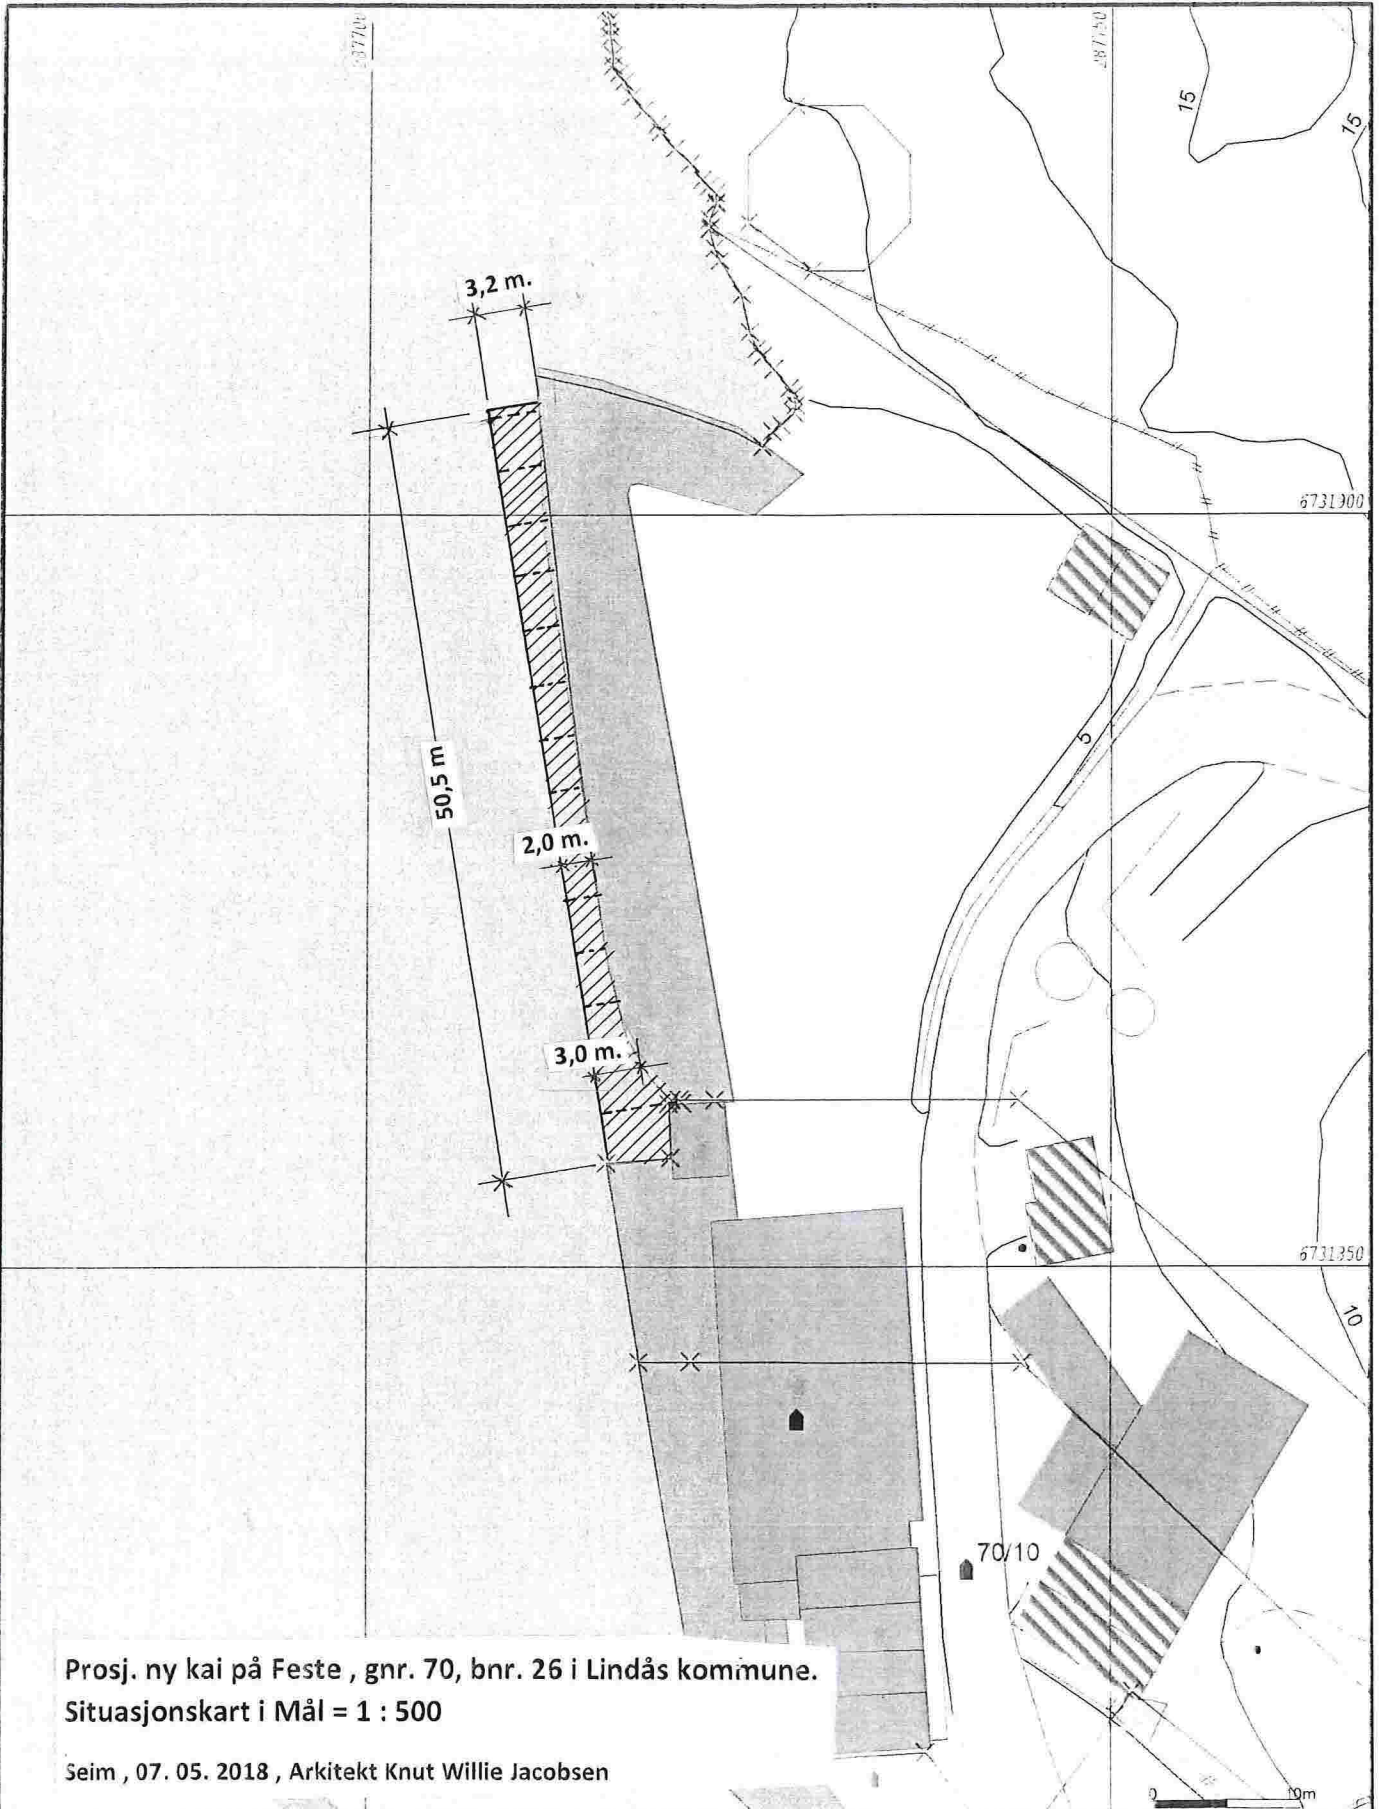 287750
15
15
3,2 m.
6731900
5
50,5 m
2,0 m.
3,0 m.
6731350
10
70/10
Prosj. ny kai på Feste , gnr. 70, bnr. 26 i Lindås kommune.
Situasjonskart i Mål = 1 : 500
Seim , 07. 05. 2018 , Arkitekt Knut Willie Jacobsen
0
10m